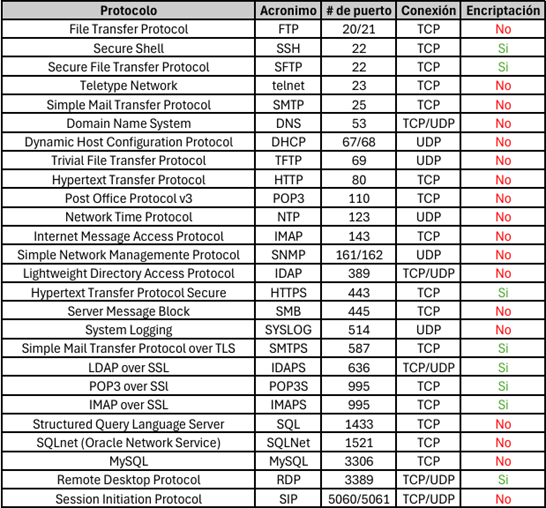 Protocolo Acronimo # de puerto Conexión Encriptación
File Transfer Protocol FTP 20/21 TCP No
Secure Shell SSH 22 TCP Si
Secure File Transfer Protocol SFTP 22 TCP Si
Teletype Network telnet 23 TCP No
Simple Mail Transfer Protocol SMTP 25 TCP No
Domain Name System DNS 53 TCP/UDP No
Dynamic Host Configuration Protocol DHCP 67/68 UDP No
Trivial File Transfer Protocol TFTP 69 UDP No
Hypertext Transfer Protocol HTTP 80 TCP No
Post Office Protocol v3 POP3 110 TCP No
Network Time Protocol NTP 123 UDP No
Internet Message Access Protocol IMAP 143 TCP No
Simple Network Managemente Protocol SNMP 161/162 UDP No
Lightweight Directory Access Protocol IDAP 389 TCP/UDP No
Hypertext Transfer Protocol Secure HTTPS 443 TCP Si
Server Message Block SMB 445 TCP No
System Logging SYSLOG 514 UDP No
Simple Mail Transfer Protocol over TLS SMTPS 587 TCP Si
LDAP over SSL IDAPS 636 TCP/UDP Si
POP3 over SSl POP3S 995 TCP Si
IMAP over SSL IMAPS 995 TCP Si
Structured Query Language Server SQL 1433 TCP No
SQLnet (Oracle Network Service) SQLNet 1521 TCP No
MySQL MySQL 3306 TCP No
Remote Desktop Protocol RDP 3389 TCP/UDP Si
Session Initiation Protocol SIP 5060/5061 TCP/UDP No